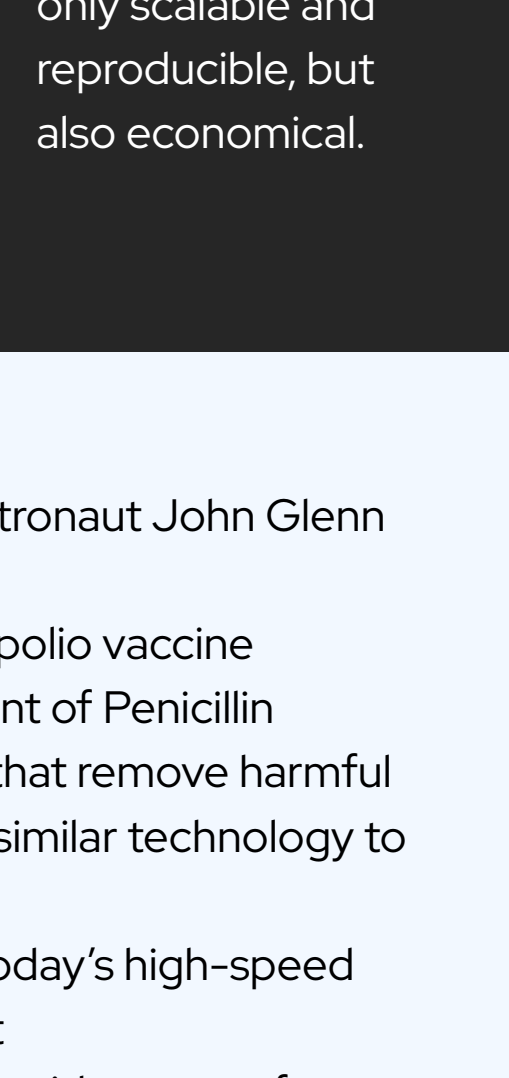 only scalable and
reproducible, but
also economical.
tronaut John Glenn
polio vaccine
nt of Penicillin
that remove harmful
similar technology to
oday’s high-speed
t